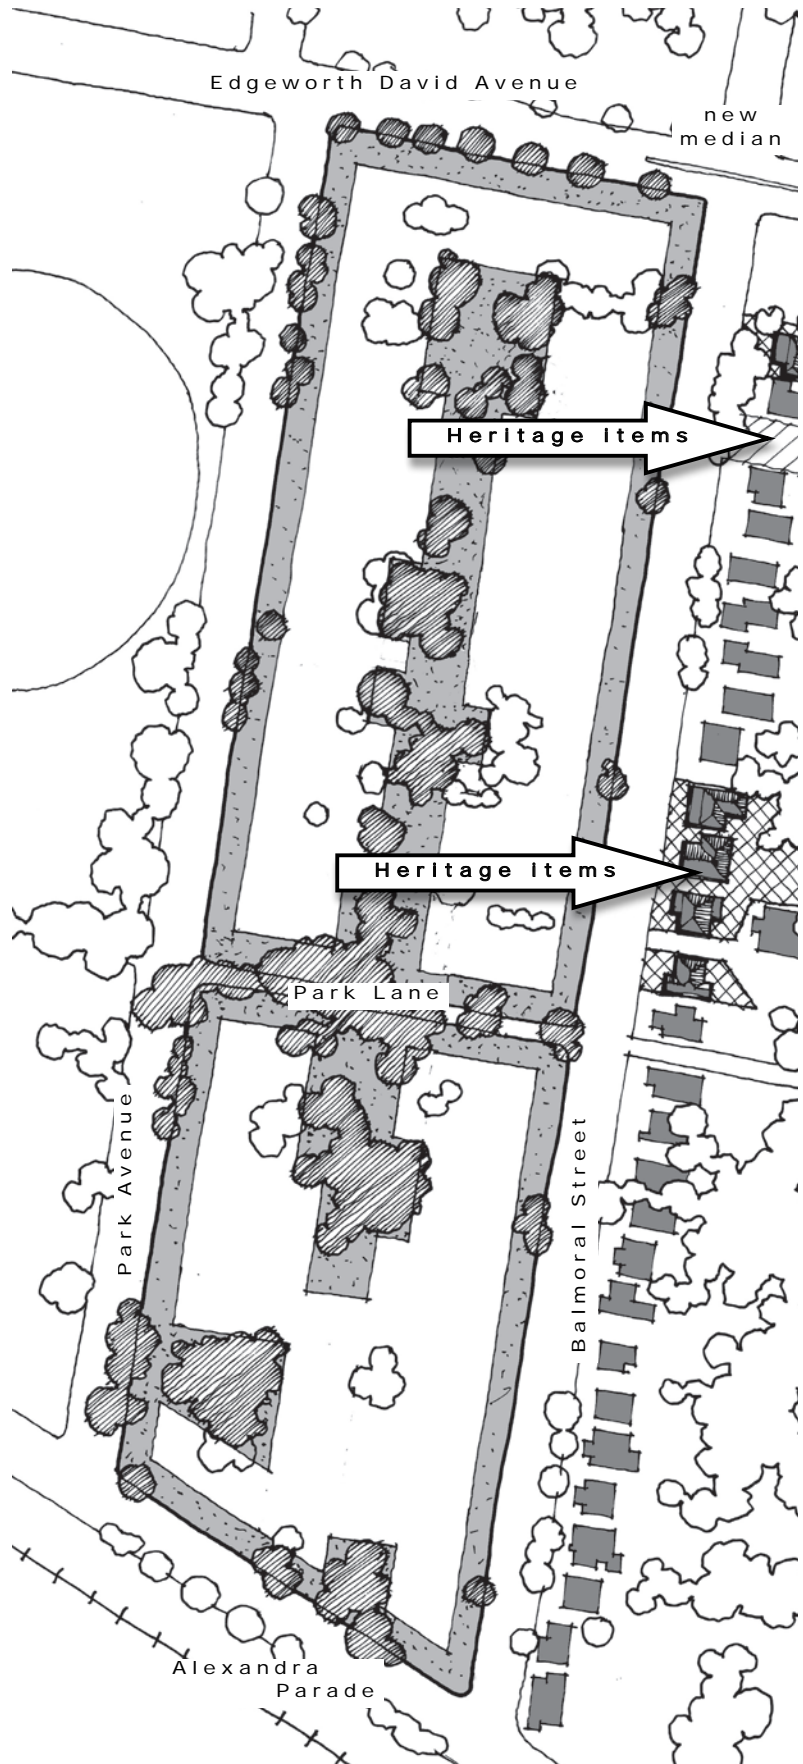 Edgeworth David Avenue
new
median
Heritage items
Heritage items
Park Lane
Park Avenue
Balmoral Street
Alexandra
Parade